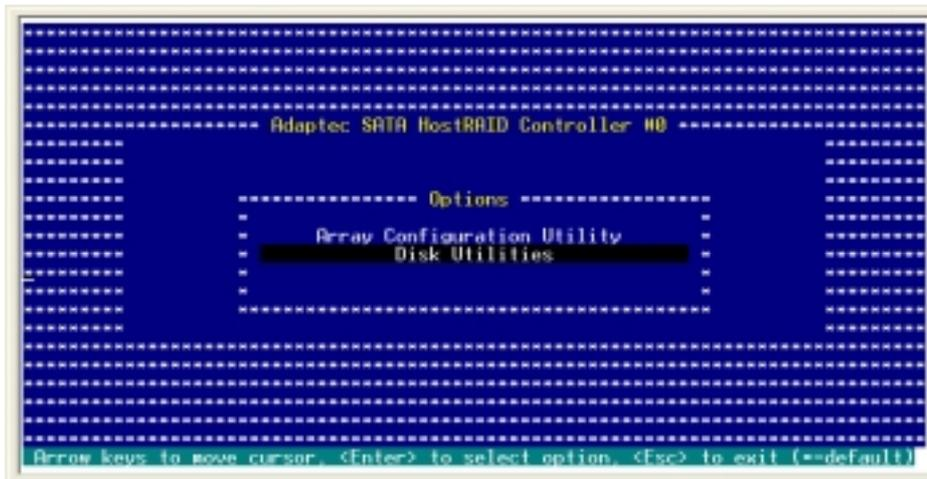 Adaptec SATA HostRAID Controller #0
Options
Array Configuration Utility
Disk Utilities
Arrow keys to move cursor, <Enter> to select option, <Esc> to exit (*=default)